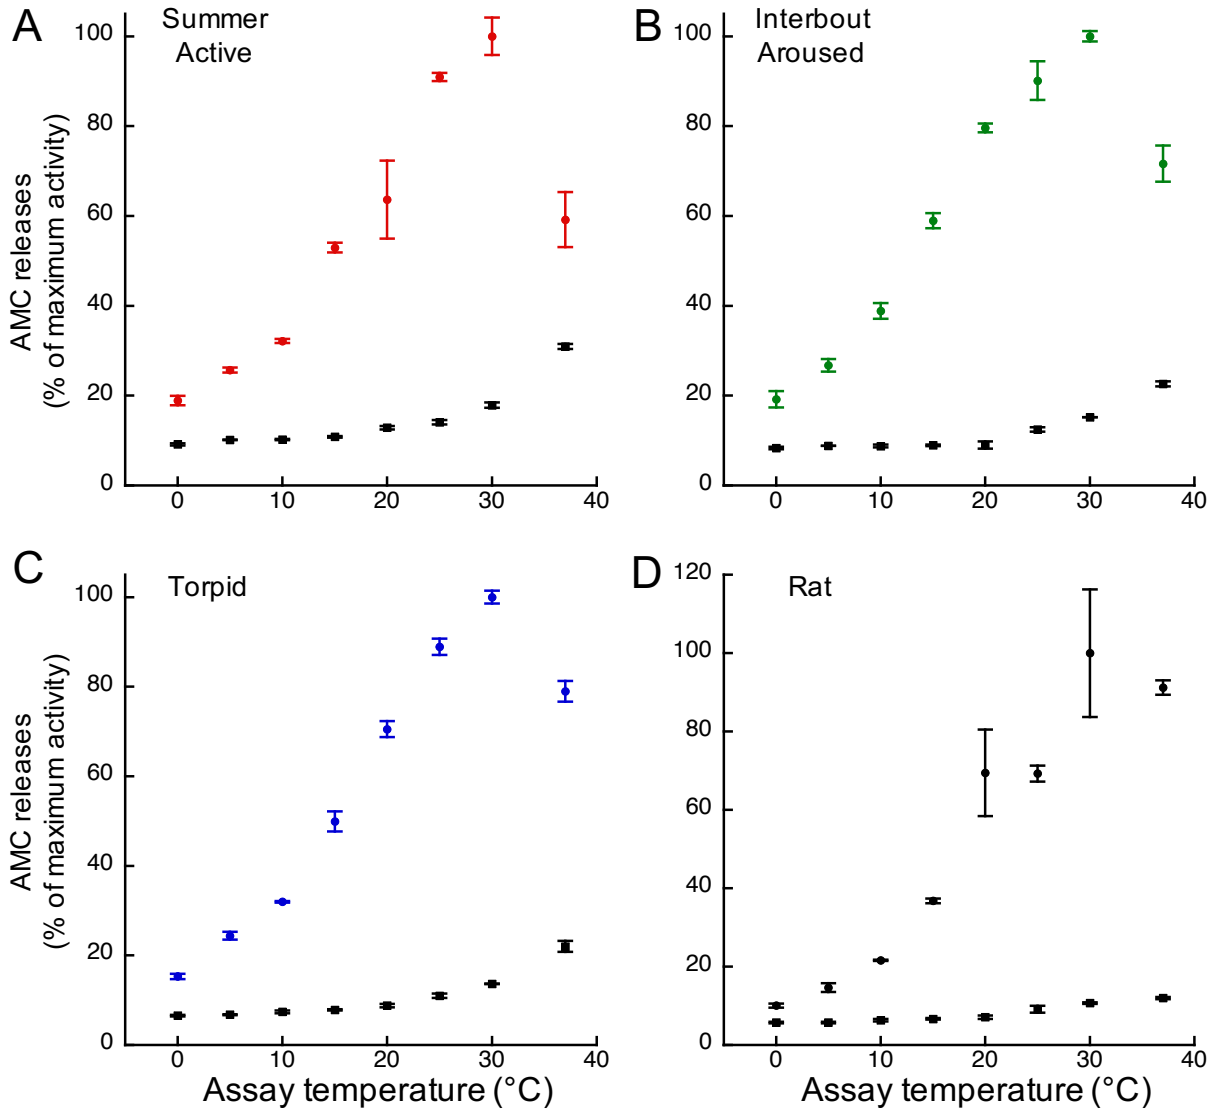 A
Summer
Active
100
80
60
40
20
0
0 10 20 30 40
AMC releases
(% of maximum activity)
B
Interbout
Aroused
100
80
60
40
20
0
0 10 20 30 40
C
Torpid
100
80
60
40
20
0
0 10 20 30 40
AMC releases
(% of maximum activity)
Assay temperature (°C)
D
Rat
120
100
80
60
40
20
0
0 10 20 30 40
Assay temperature (°C)